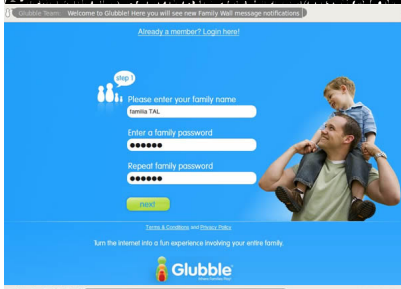 Glubble Team: Welcome to Glubble! Here you will see new Family Wall message notifications
Already a member? Login here!
step 1
Please enter your family name
familia TAL
Enter a family password
●●●●●●
Repeat family password
●●●●●●
next
Terms & Conditions and Privacy Policy
Turn the internet into a fun experience involving your entire family.
Glubble